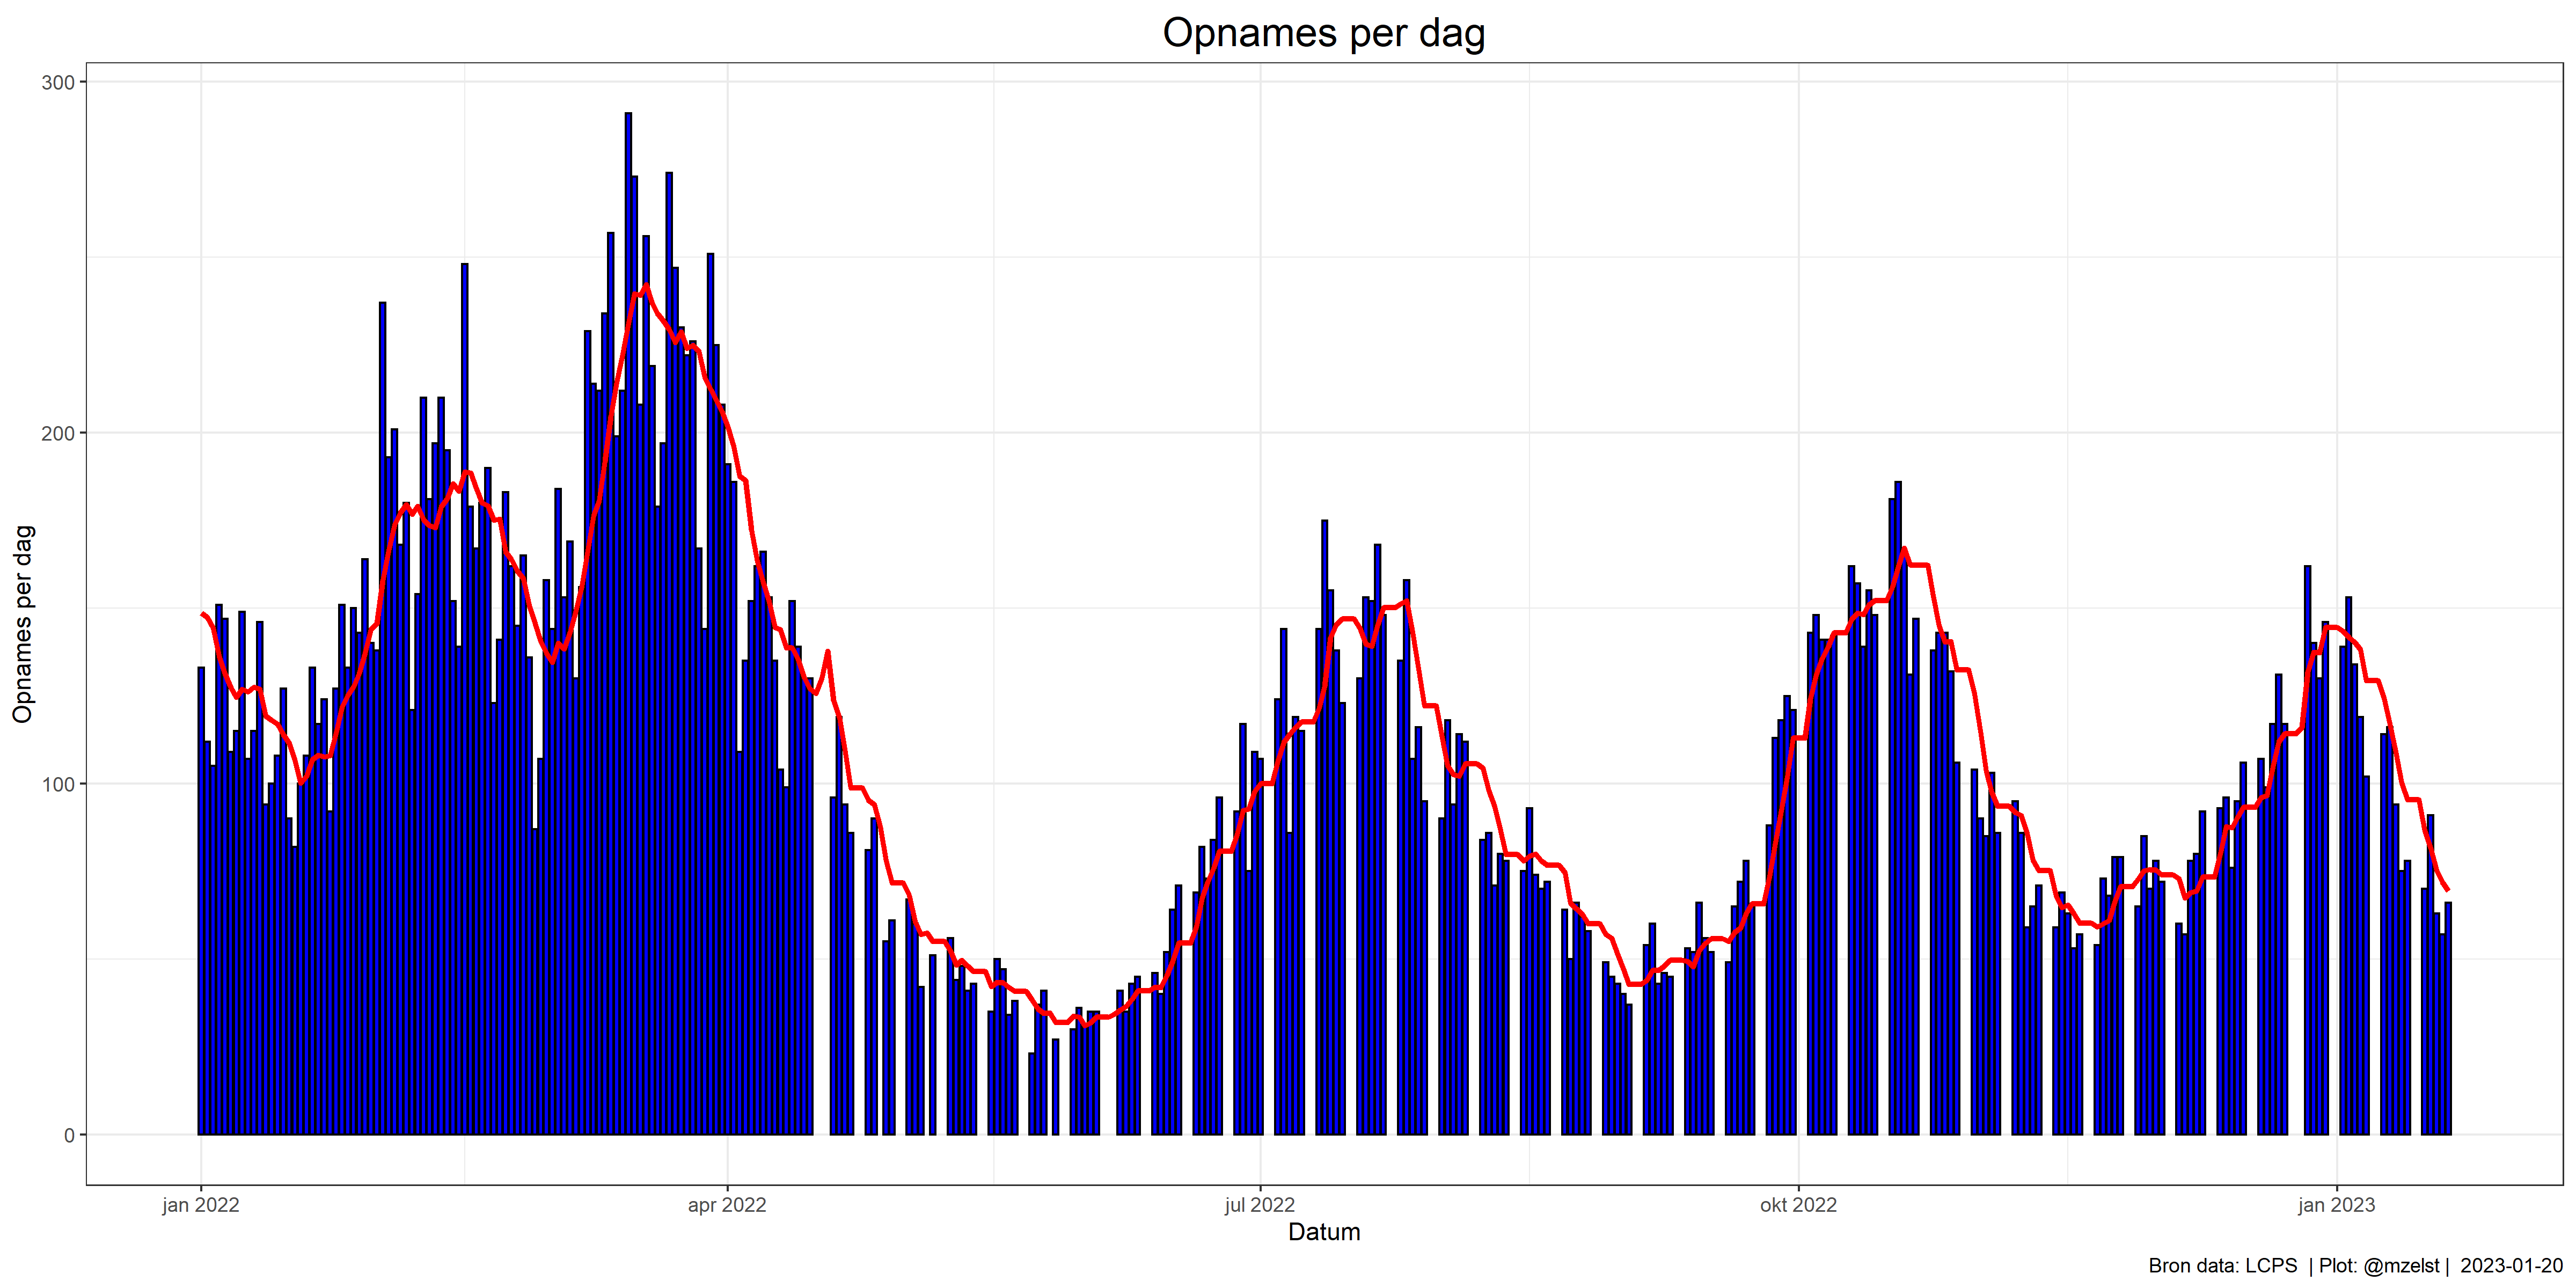 Opnames per dag
Opnames per dag
300
200
100
0
jan 2022
apr 2022
jul 2022
okt 2022
jan 2023
Datum
Bron data: LCPS | Plot: @mzelst | 2023-01-20